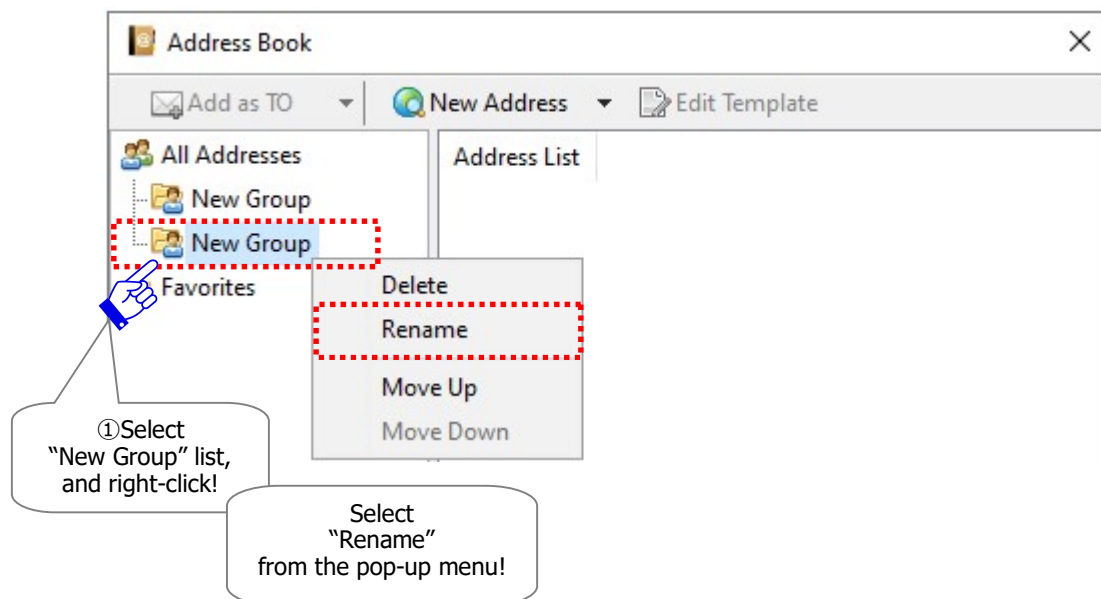 Address Book
Add as TO
New Address
Edit Template
All Addresses
Address List
New Group
New Group
Favorites
Delete
Rename
Move Up
Move Down
①Select
“New Group” list,
and right-click!
Select
“Rename”
from the pop-up menu!